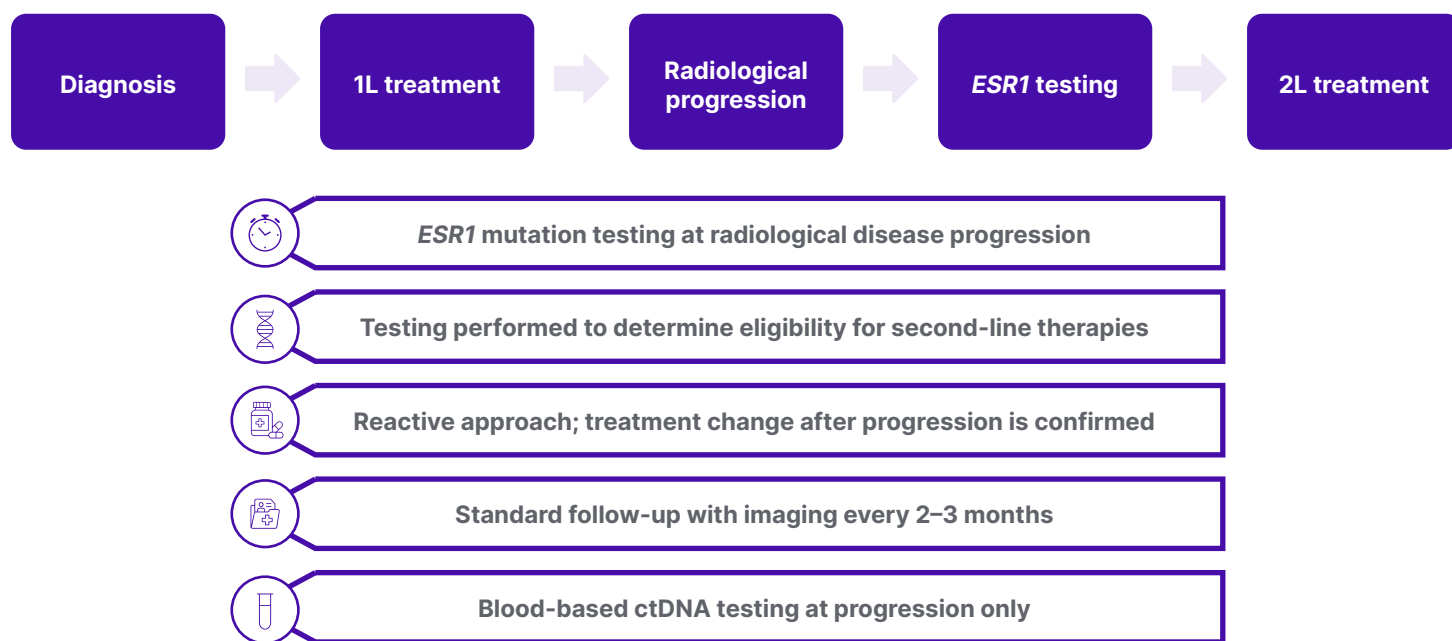 Diagnosis
1L treatment
Radiological
progression
ESR1 testing
2L treatment
ESR1 mutation testing at radiological disease progression
Testing performed to determine eligibility for second-line therapies
Reactive approach; treatment change after progression is confirmed
Standard follow-up with imaging every 2–3 months
Blood-based ctDNA testing at progression only